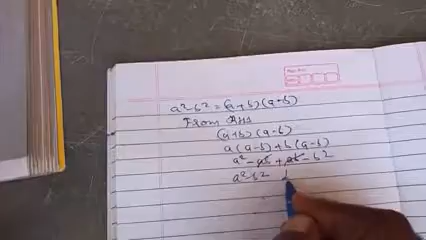 a²-b² = (a+b)(a-b)
From RHS
(a+b)(a-b)
a(a-b)+b(a-b)
a²-ab+ab-b²
a²-b²